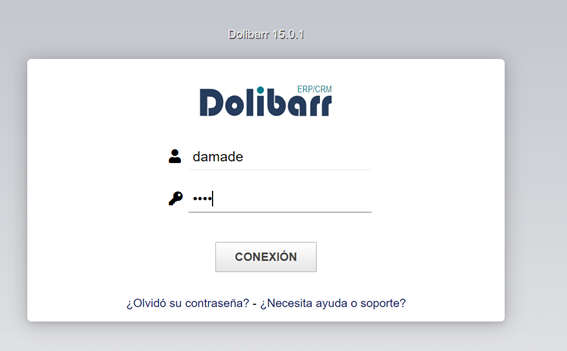 Dolibarr 15.0.1
ERP/CRM
Dolibarr
damade
••••
CONEXIÓN
¿Olvidó su contraseña? - ¿Necesita ayuda o soporte?